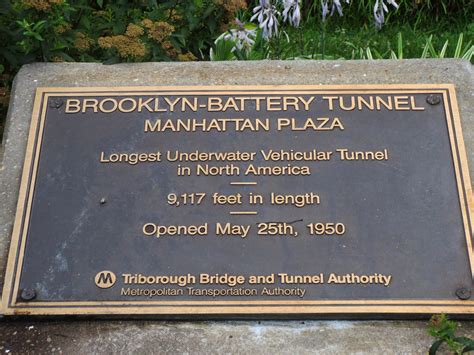 BROOKLYN-BATTERY TUNNEL
MANHATTAN PLAZA
Longest Underwater Vehicular Tunnel
in North America
9,117 feet in length
Opened May 25th, 1950
M Triborough Bridge and Tunnel Authority
Metropolitan Transportation Authority